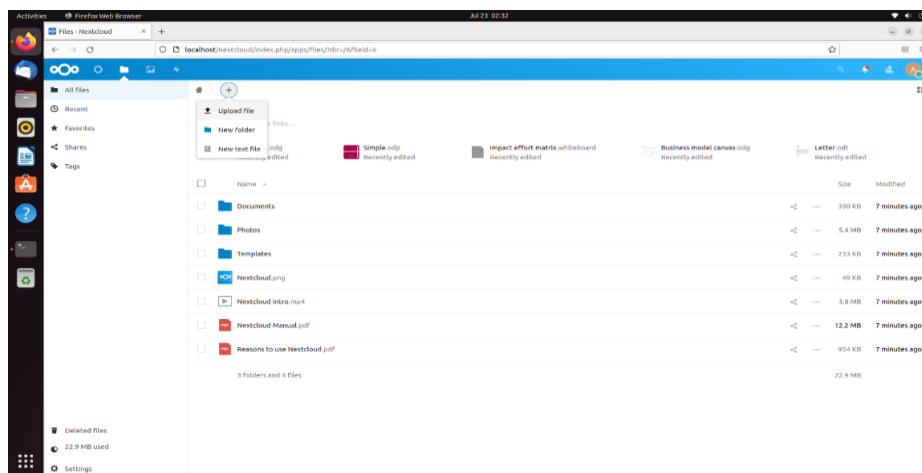 Activities
Firefox Web Browser
Jul 23 02:32
Files - Nextcloud
localhost/nextcloud/index.php/apps/files/?dir=/&fileid=6
All files
Recent
Favorites
Shares
Tags
Upload file
New folder
New text file
links ...
.odg
Recently edited
Simple.odp
Recently edited
Impact effort matrix.whiteboard
Recently edited
Business model canvas.odg
Recently edited
Letter.odt
Recently edited
Name
Size
Modified
Documents
390 KB
7 minutes ago
Photos
5.4 MB
7 minutes ago
Templates
233 KB
7 minutes ago
Nextcloud.png
49 KB
7 minutes ago
Nextcloud intro.mp4
3.8 MB
7 minutes ago
PDF
Nextcloud Manual.pdf
12.2 MB
7 minutes ago
PDF
Reasons to use Nextcloud.pdf
954 KB
7 minutes ago
3 folders and 4 files
22.9 MB
Deleted files
22.9 MB used
Settings